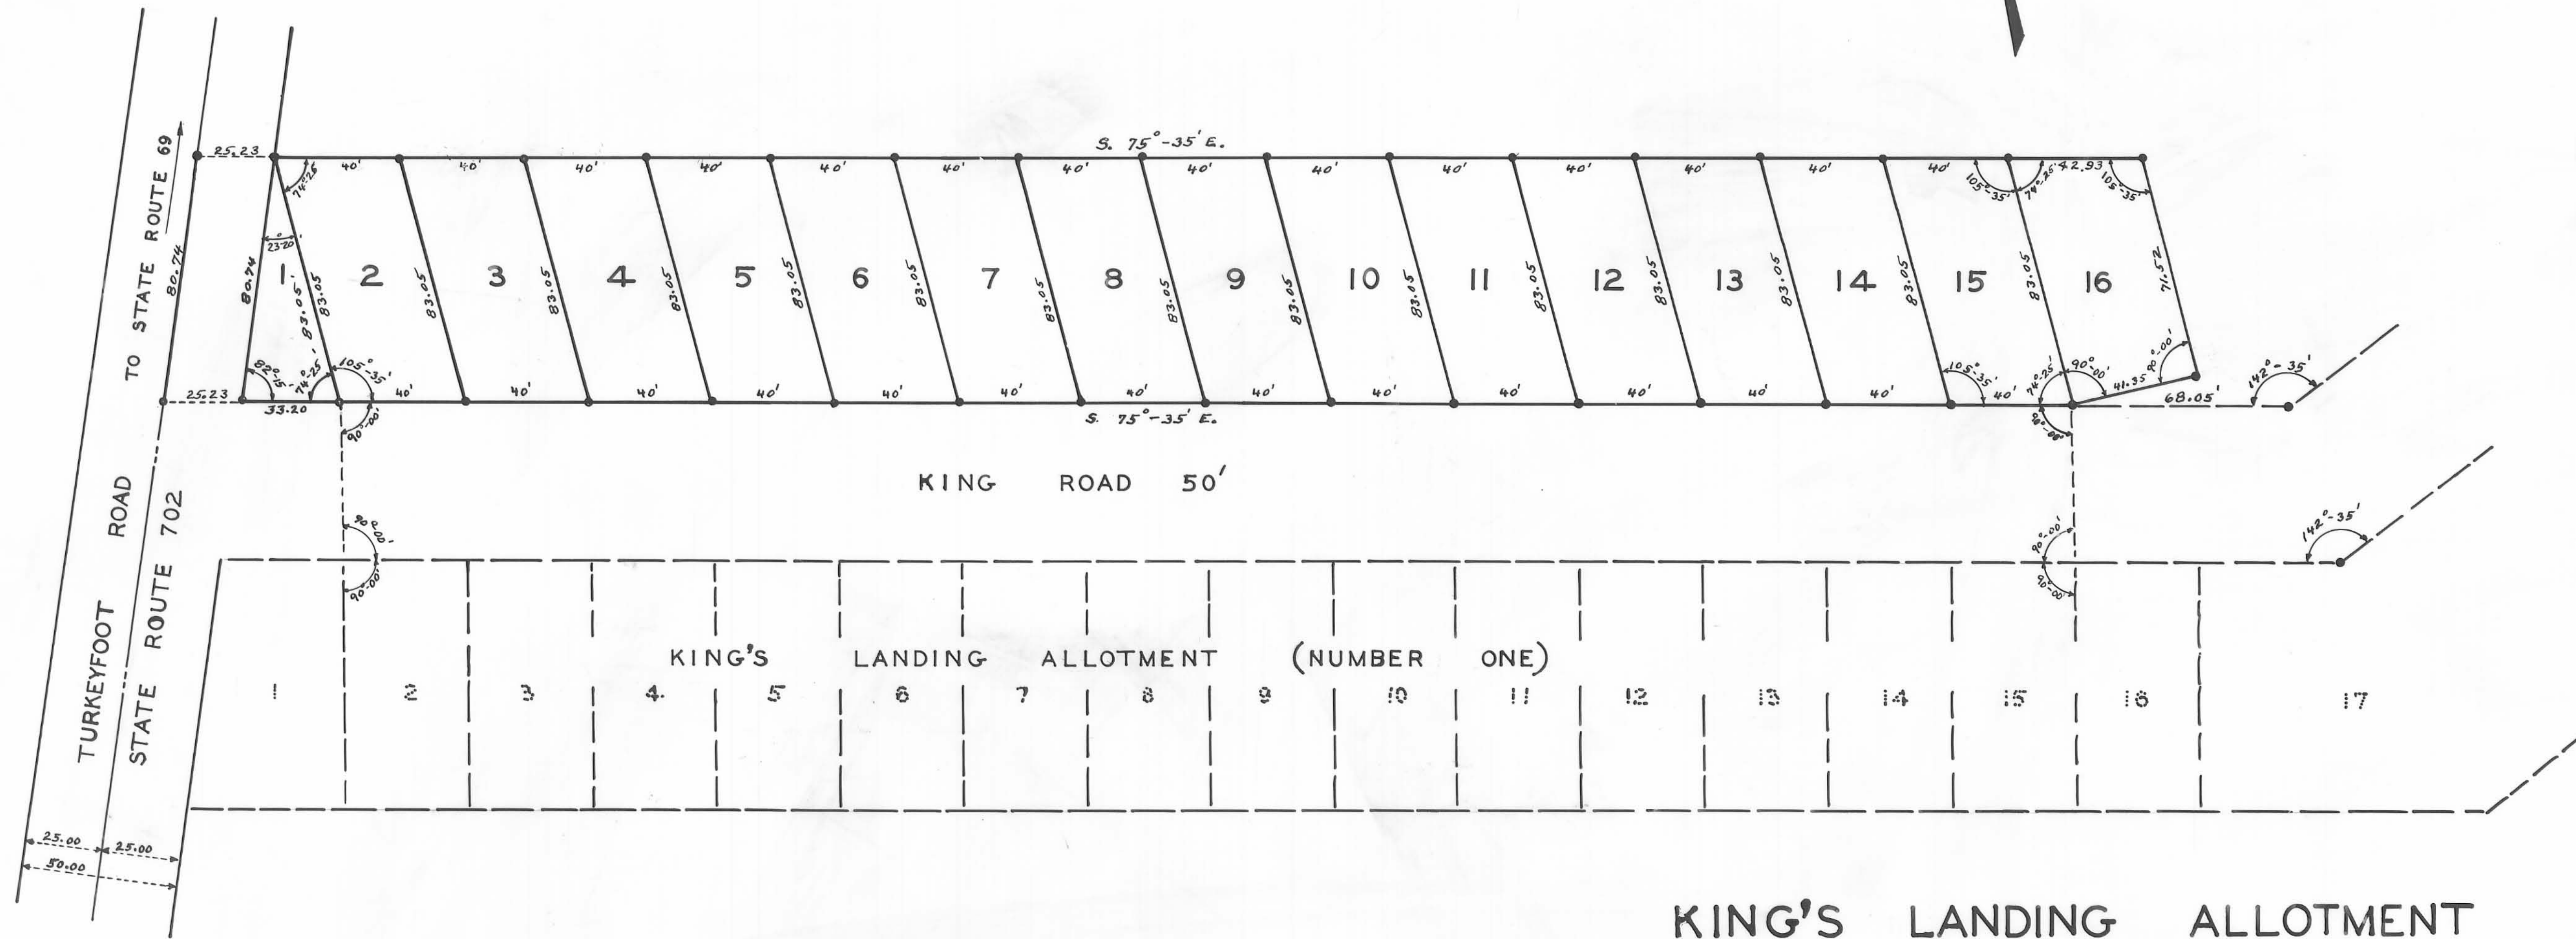 S. 75°-35' E.
25.23
40' 40' 40' 40' 40' 40' 40' 40' 40' 40' 40' 40' 40' 40' 42.93
74°-25' 105°-35' 74°-25' 105°-35'
TO STATE ROUTE 69
80.74
80.74
23°20'
1 2 3 4 5 6 7 8 9 10 11 12 13 14 15 16
83.05' 83.05 83.05 83.05 83.05 83.05 83.05 83.05 83.05 83.05 83.05 83.05 83.05 83.05 83.05 83.05 71.52
82°-15' 74°-25' 105°-35' 105°-35' 74°-25' 90°-00' 90°-00' 142°-35'
25.23 33.20 40' 40' 40' 40' 40' 40' 40' 40' 40' 40' 40' 40' 40' 40' 41.35 68.05'
90°-00' 90°-00'
S. 75°-35' E.
KING ROAD 50'
TURKEYFOOT ROAD
STATE ROUTE 702
90°-00' 90°-00' 142°-35'
90°-00' 90°-00'
KING'S LANDING ALLOTMENT (NUMBER ONE)
1 2 3 4. 5 6 7 8 9 10 11 12 13 14 15 16 17
25.00 25.00
50.00
KING'S LANDING ALLOTMENT